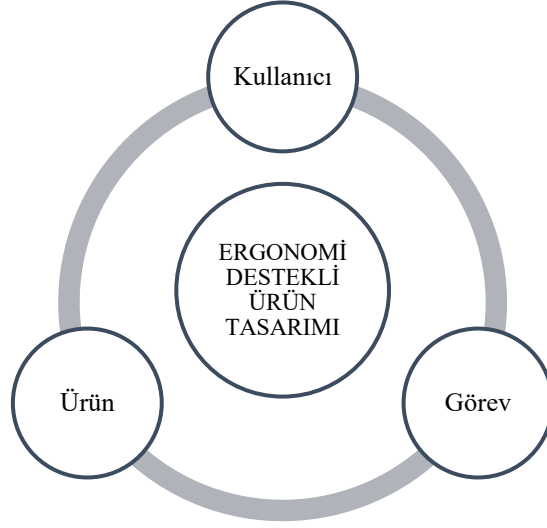 Kullanıcı
ERGONOMİ
DESTEKLİ
ÜRÜN
TASARIMI
Ürün
Görev